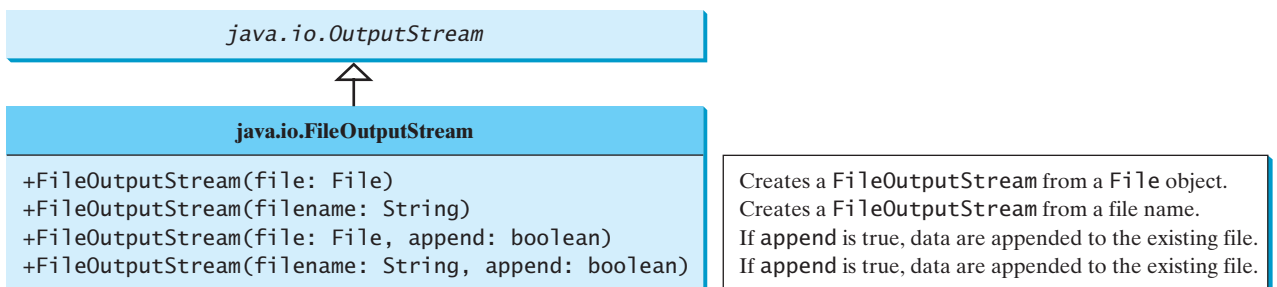 java.io.OutputStream
java.io.FileOutputStream
+FileOutputStream(file: File)
+FileOutputStream(filename: String)
+FileOutputStream(file: File, append: boolean)
+FileOutputStream(filename: String, append: boolean)
Creates a FileOutputStream from a File object.
Creates a FileOutputStream from a file name.
If append is true, data are appended to the existing file.
If append is true, data are appended to the existing file.